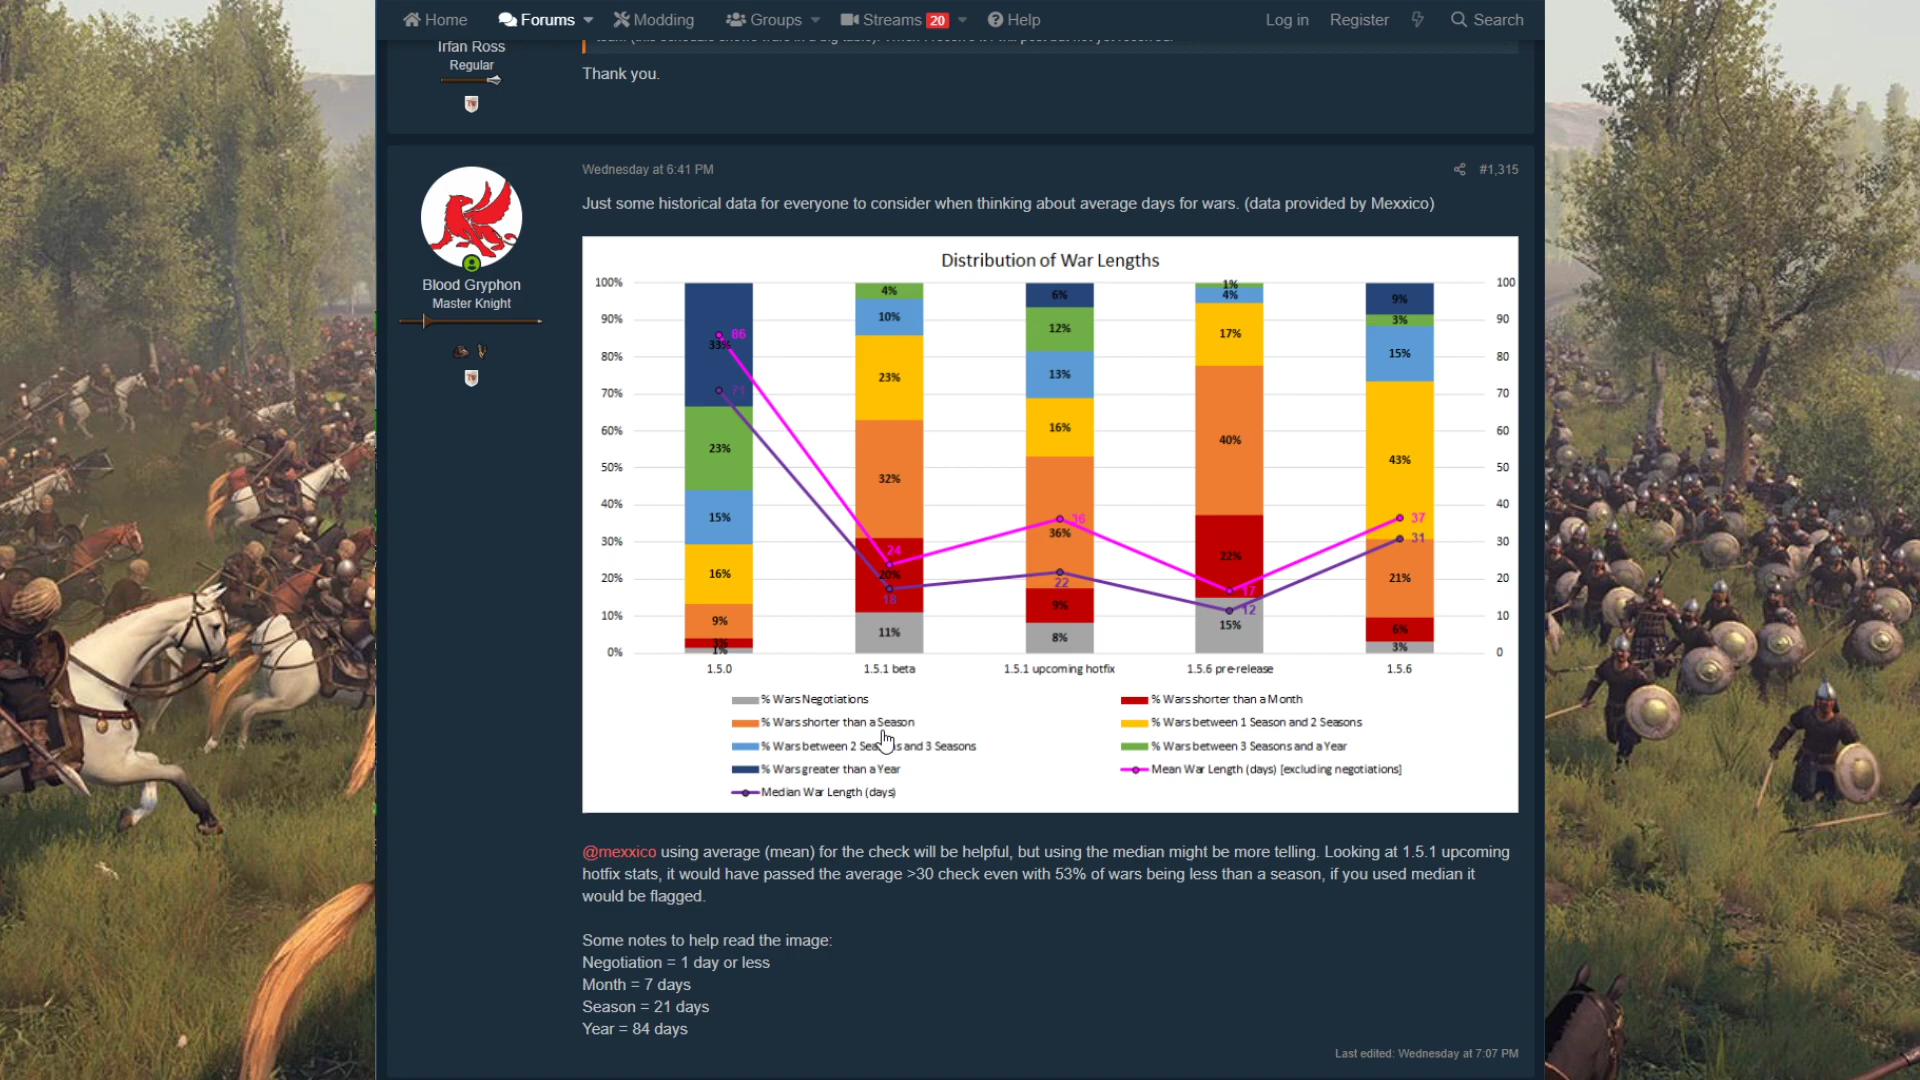 Home Forums Modding Groups Streams 20 Help Log in Register Search
Irfan Ross
Regular
Thank you.
Wednesday at 6:41 PM #1,315
Just some historical data for everyone to consider when thinking about average days for wars. (data provided by Mexxico)
Blood Gryphon
Master Knight
Distribution of War Lengths
100% 4% 6% 1% 9% 100
90% 10% 12% 4% 3% 90
86 33% 17%
80% 23% 13% 15% 80
70% 71 70
60% 23% 16% 40% 43% 60
50% 32% 50
40% 15% 36 36% 37 40
30% 24 22% 31 30
20% 16% 20% 18 22 17 21% 20
10% 9% 11% 9% 12 15% 6% 10
0% 3% 1% 8% 3% 0
1.5.0 1.5.1 beta 1.5.1 upcoming hotfix 1.5.6 pre-release 1.5.6
% Wars Negotiations % Wars shorter than a Month
% Wars shorter than a Season % Wars between 1 Season and 2 Seasons
% Wars between 2 Seas s and 3 Seasons % Wars between 3 Seasons and a Year
% Wars greater than a Year Mean War Length (days) [excluding negotiations]
Median War Length (days)
@mexxico using average (mean) for the check will be helpful, but using the median might be more telling. Looking at 1.5.1 upcoming
hotfix stats, it would have passed the average >30 check even with 53% of wars being less than a season, if you used median it
would be flagged.
Some notes to help read the image:
Negotiation = 1 day or less
Month = 7 days
Season = 21 days
Year = 84 days
Last edited: Wednesday at 7:07 PM